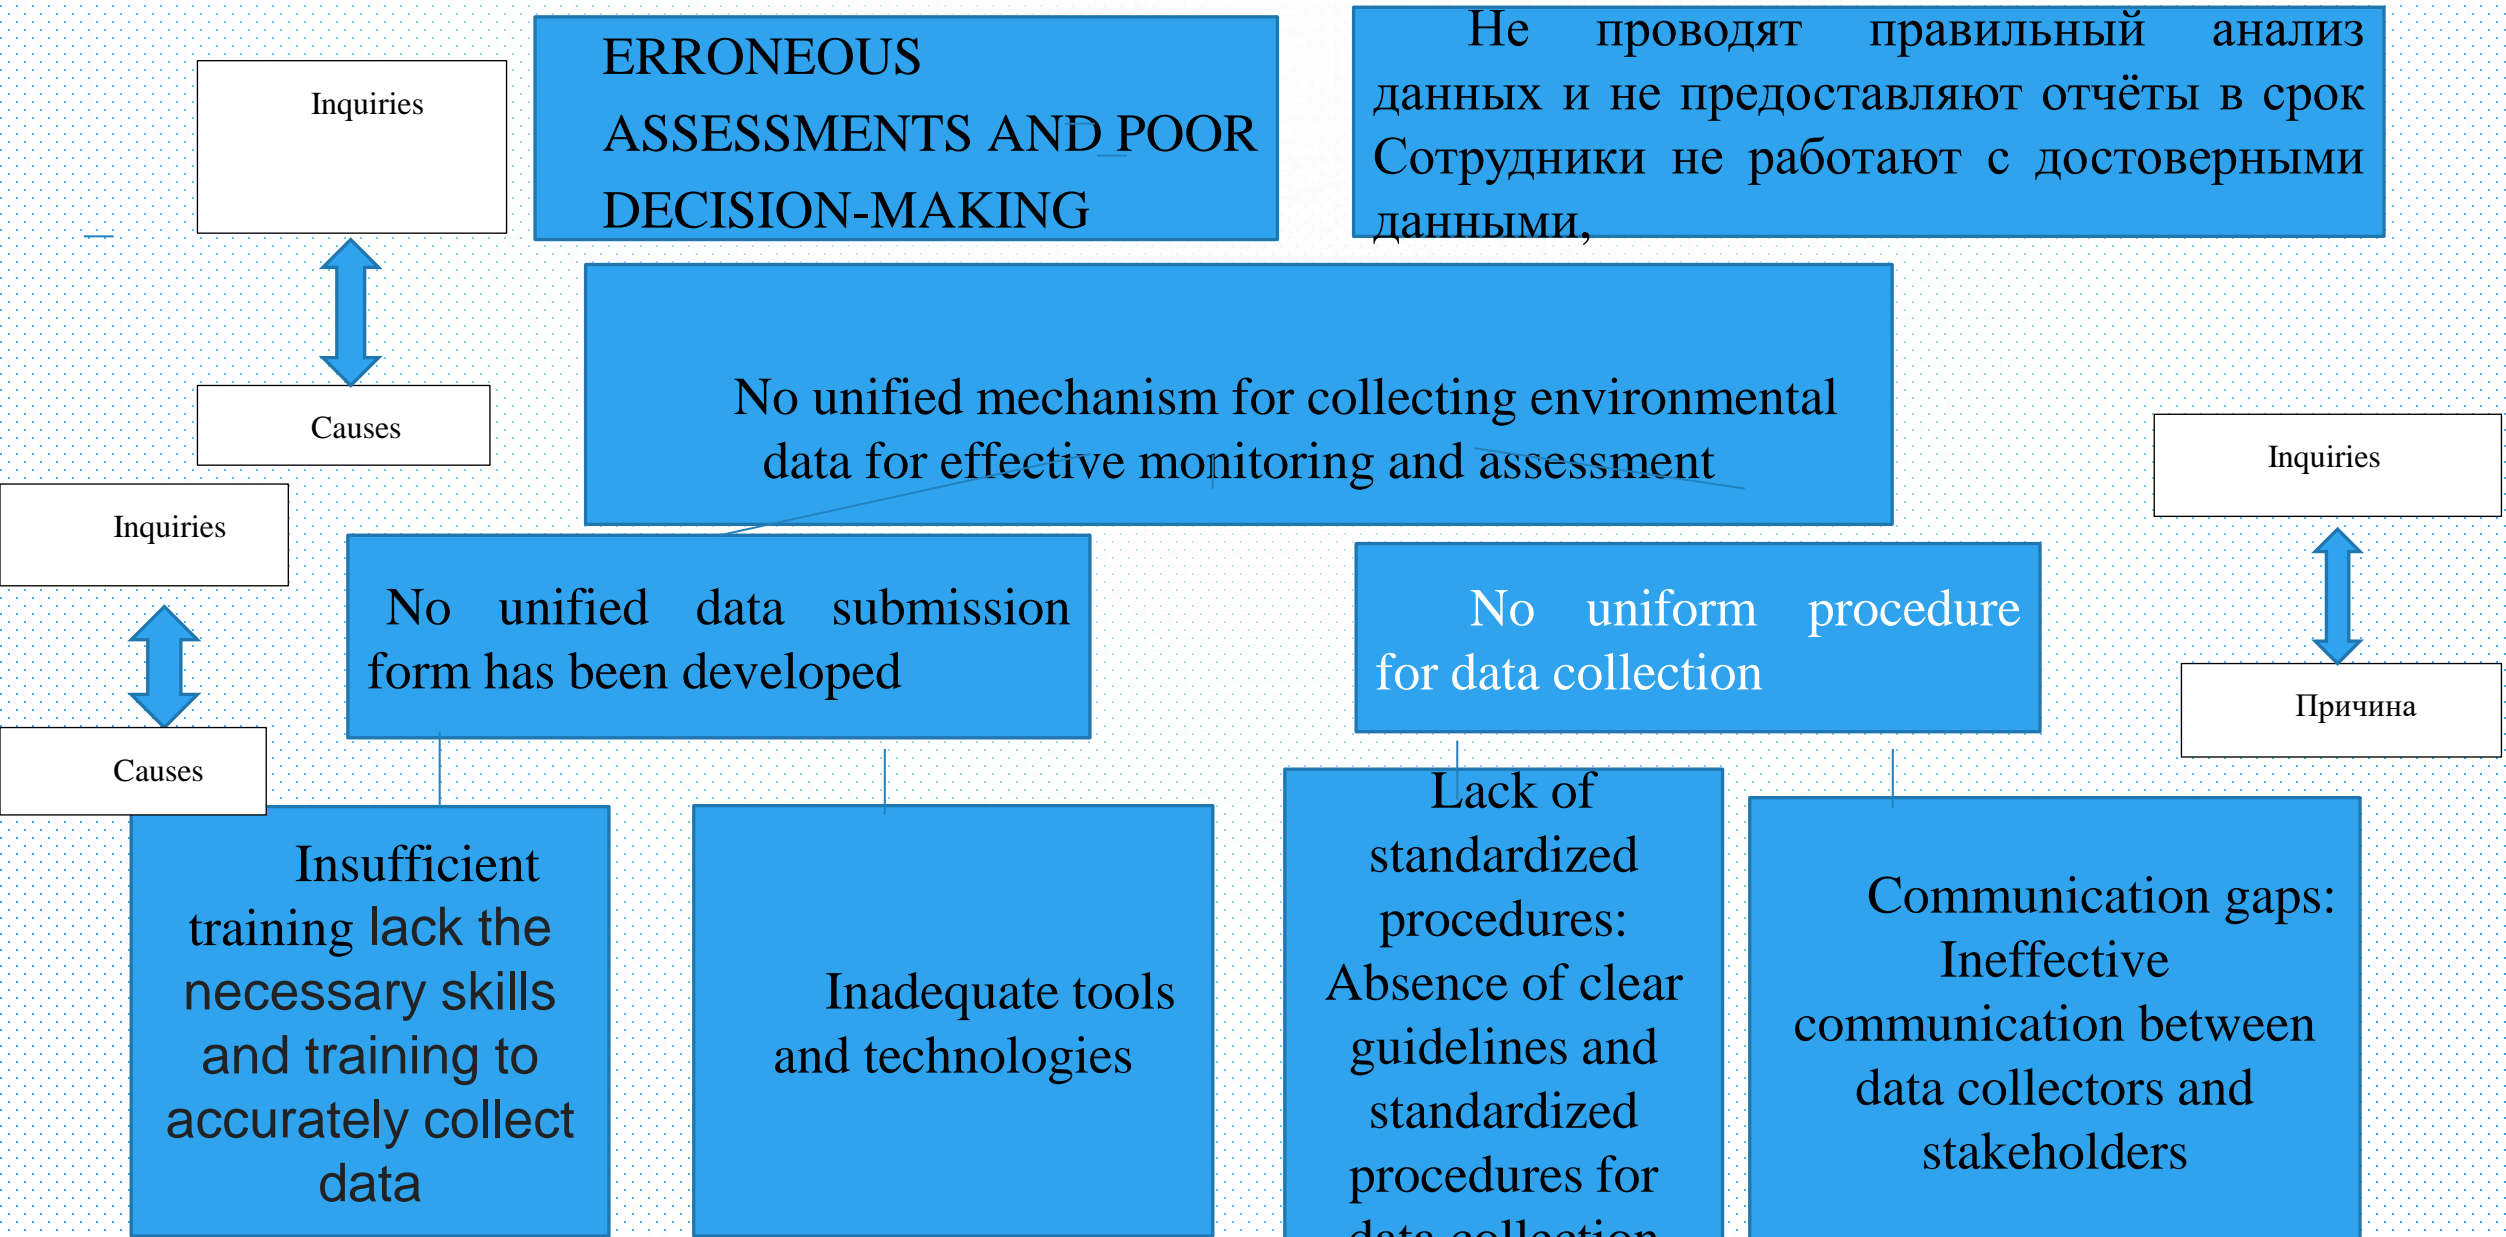 Inquiries
ERRONEOUS
ASSESSMENTS AND POOR
DECISION-MAKING
Не проводят правильный анализ
данных и не предоставляют отчёты в срок
Сотрудники не работают с достоверными
данными,
Causes
No unified mechanism for collecting environmental
data for effective monitoring and assessment
Inquiries
Inquiries
No unified data submission
form has been developed
No uniform procedure
for data collection
Причина
Causes
Insufficient
training lack the
necessary skills
and training to
accurately collect
data
Inadequate tools
and technologies
Lack of
standardized
procedures:
Absence of clear
guidelines and
standardized
procedures for
data collection
Communication gaps:
Ineffective
communication between
data collectors and
stakeholders